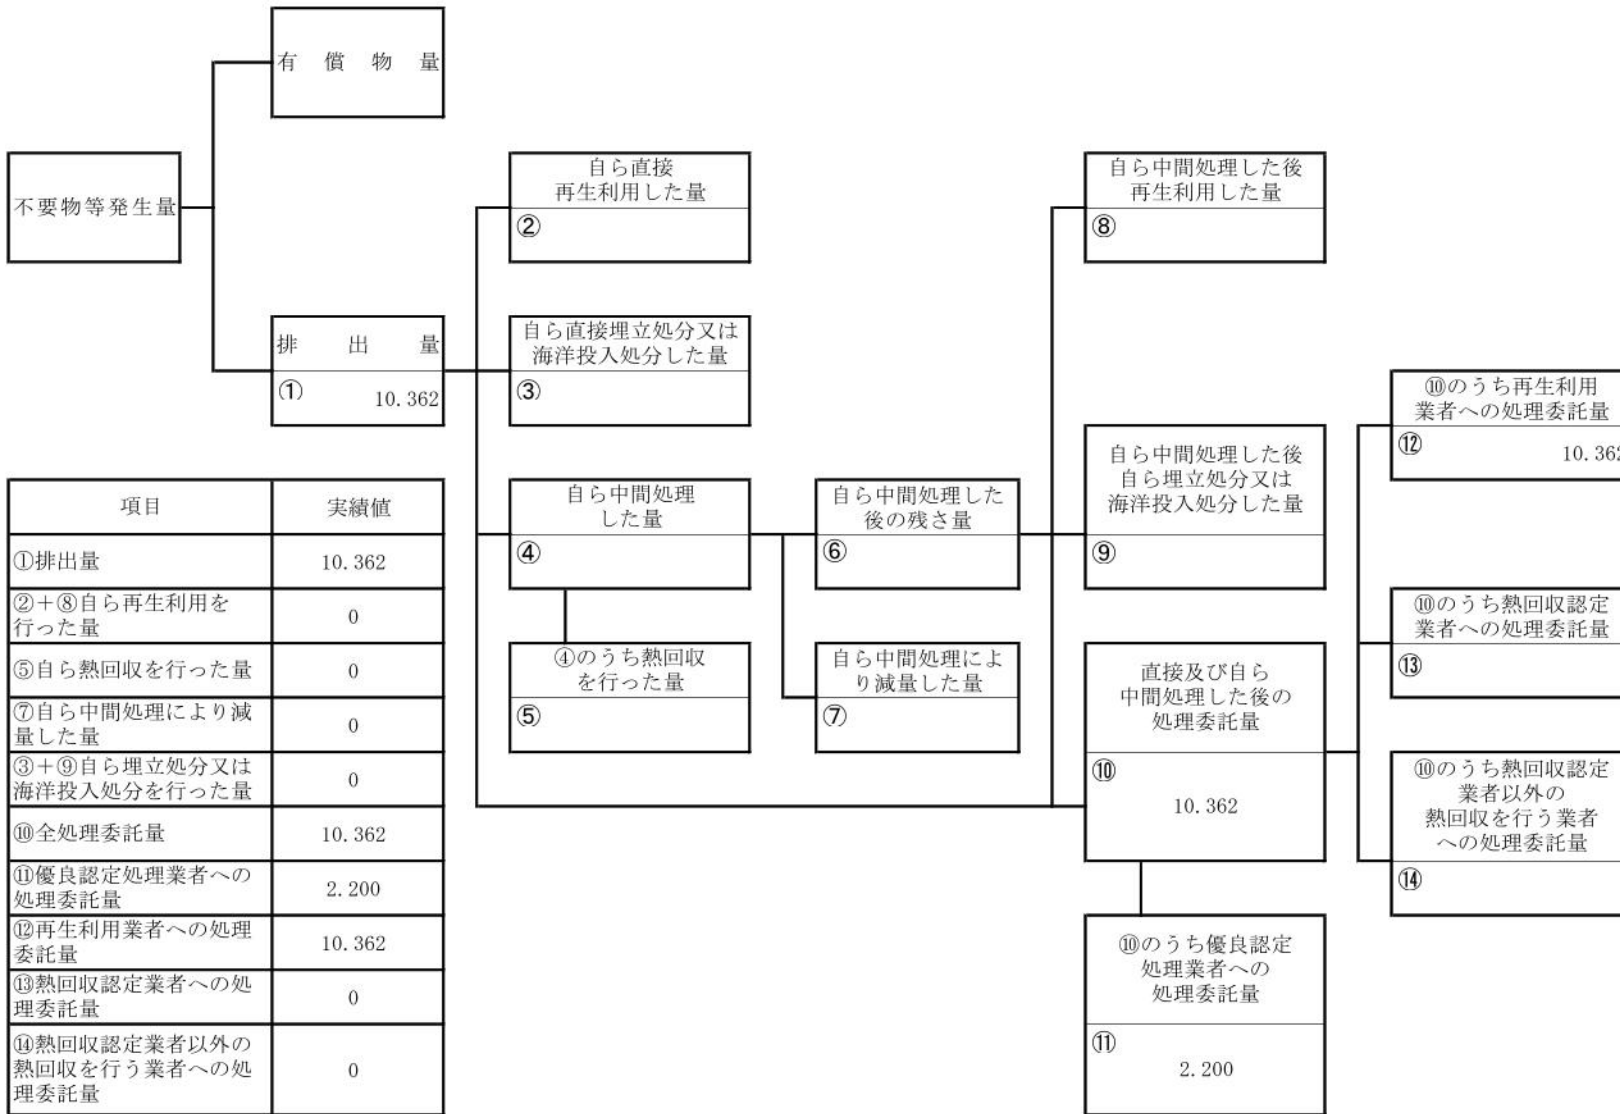 有償物量
不要物等発生量
排出量
① 10.362
自ら直接
再生利用した量
②
自ら直接埋立処分又は
海洋投入処分した量
③
自ら中間処理
した量
④
④のうち熱回収
を行った量
⑤
自ら中間処理した
後の残さ量
⑥
自ら中間処理によ
り減量した量
⑦
自ら中間処理した後
再生利用した量
⑧
自ら中間処理した後
自ら埋立処分又は
海洋投入処分した量
⑨
直接及び自ら
中間処理した後の
処理委託量
⑩
10.362
⑩のうち優良認定
処理業者への
処理委託量
⑪
2.200
⑩のうち再生利用
業者への処理委託量
⑫ 10.362
⑩のうち熱回収認定
業者への処理委託量
⑬
⑩のうち熱回収認定
業者以外の
熱回収を行う業者
への処理委託量
⑭
項目 実績値
①排出量 10.362
②+⑧自ら再生利用を
行った量 0
⑤自ら熱回収を行った量 0
⑦自ら中間処理により減
量した量 0
③+⑨自ら埋立処分又は
海洋投入処分を行った量 0
⑩全処理委託量 10.362
⑪優良認定処理業者への
処理委託量 2.200
⑫再生利用業者への処理
委託量 10.362
⑬熱回収認定業者への処
理委託量 0
⑭熱回収認定業者以外の
熱回収を行う業者への処
理委託量 0